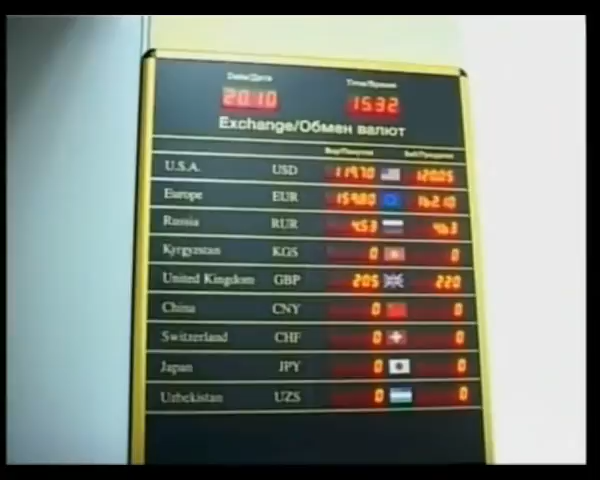 Date/Дата Time/Время
20.10 15.32
Exchange/Обмен валют
Buy/Покупка Sell/Продажа
U.S.A. USD 119.70 120.05
Europe EUR 159.80 162.10
Russia RUR 4.53 4.63
Kyrgyzstan KGS 0 0
United Kingdom GBP 205 220
China CNY 0 0
Switzerland CHF 0 0
Japan JPY 0 0
Uzbekistan UZS 0 0